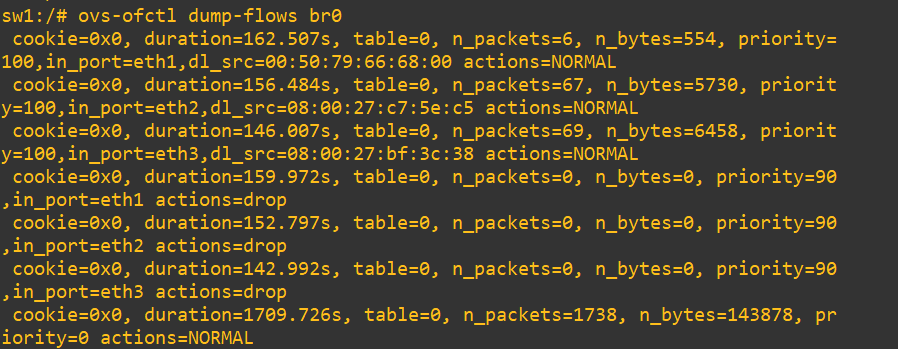 sw1:/# ovs-ofctl dump-flows br0
 cookie=0x0, duration=162.507s, table=0, n_packets=6, n_bytes=554, priority=
100,in_port=eth1,dl_src=00:50:79:66:68:00 actions=NORMAL
 cookie=0x0, duration=156.484s, table=0, n_packets=67, n_bytes=5730, priorit
y=100,in_port=eth2,dl_src=08:00:27:c7:5e:c5 actions=NORMAL
 cookie=0x0, duration=146.007s, table=0, n_packets=69, n_bytes=6458, priorit
y=100,in_port=eth3,dl_src=08:00:27:bf:3c:38 actions=NORMAL
 cookie=0x0, duration=159.972s, table=0, n_packets=0, n_bytes=0, priority=90
,in_port=eth1 actions=drop
 cookie=0x0, duration=152.797s, table=0, n_packets=0, n_bytes=0, priority=90
,in_port=eth2 actions=drop
 cookie=0x0, duration=142.992s, table=0, n_packets=0, n_bytes=0, priority=90
,in_port=eth3 actions=drop
 cookie=0x0, duration=1709.726s, table=0, n_packets=1738, n_bytes=143878, pr
iority=0 actions=NORMAL